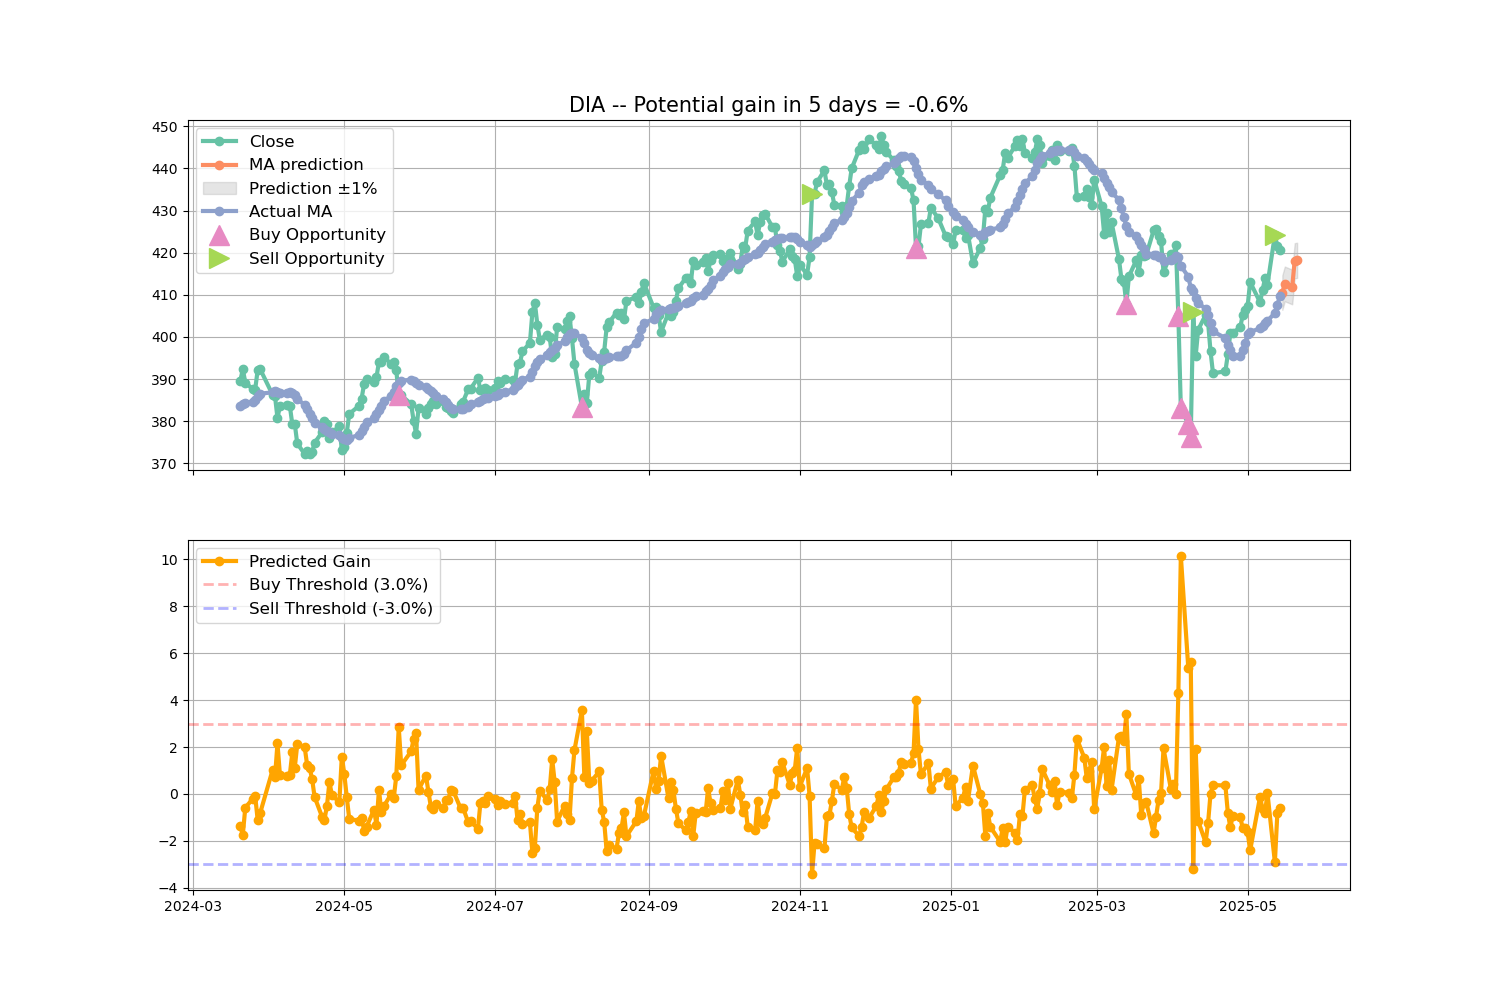 DIA -- Potential gain in 5 days = -0.6%
450
440
430
420
410
400
390
380
370
Close
MA prediction
Prediction ±1%
Actual MA
Buy Opportunity
Sell Opportunity
10
8
6
4
2
0
−2
−4
Predicted Gain
Buy Threshold (3.0%)
Sell Threshold (-3.0%)
2024-03 2024-05 2024-07 2024-09 2024-11 2025-01 2025-03 2025-05